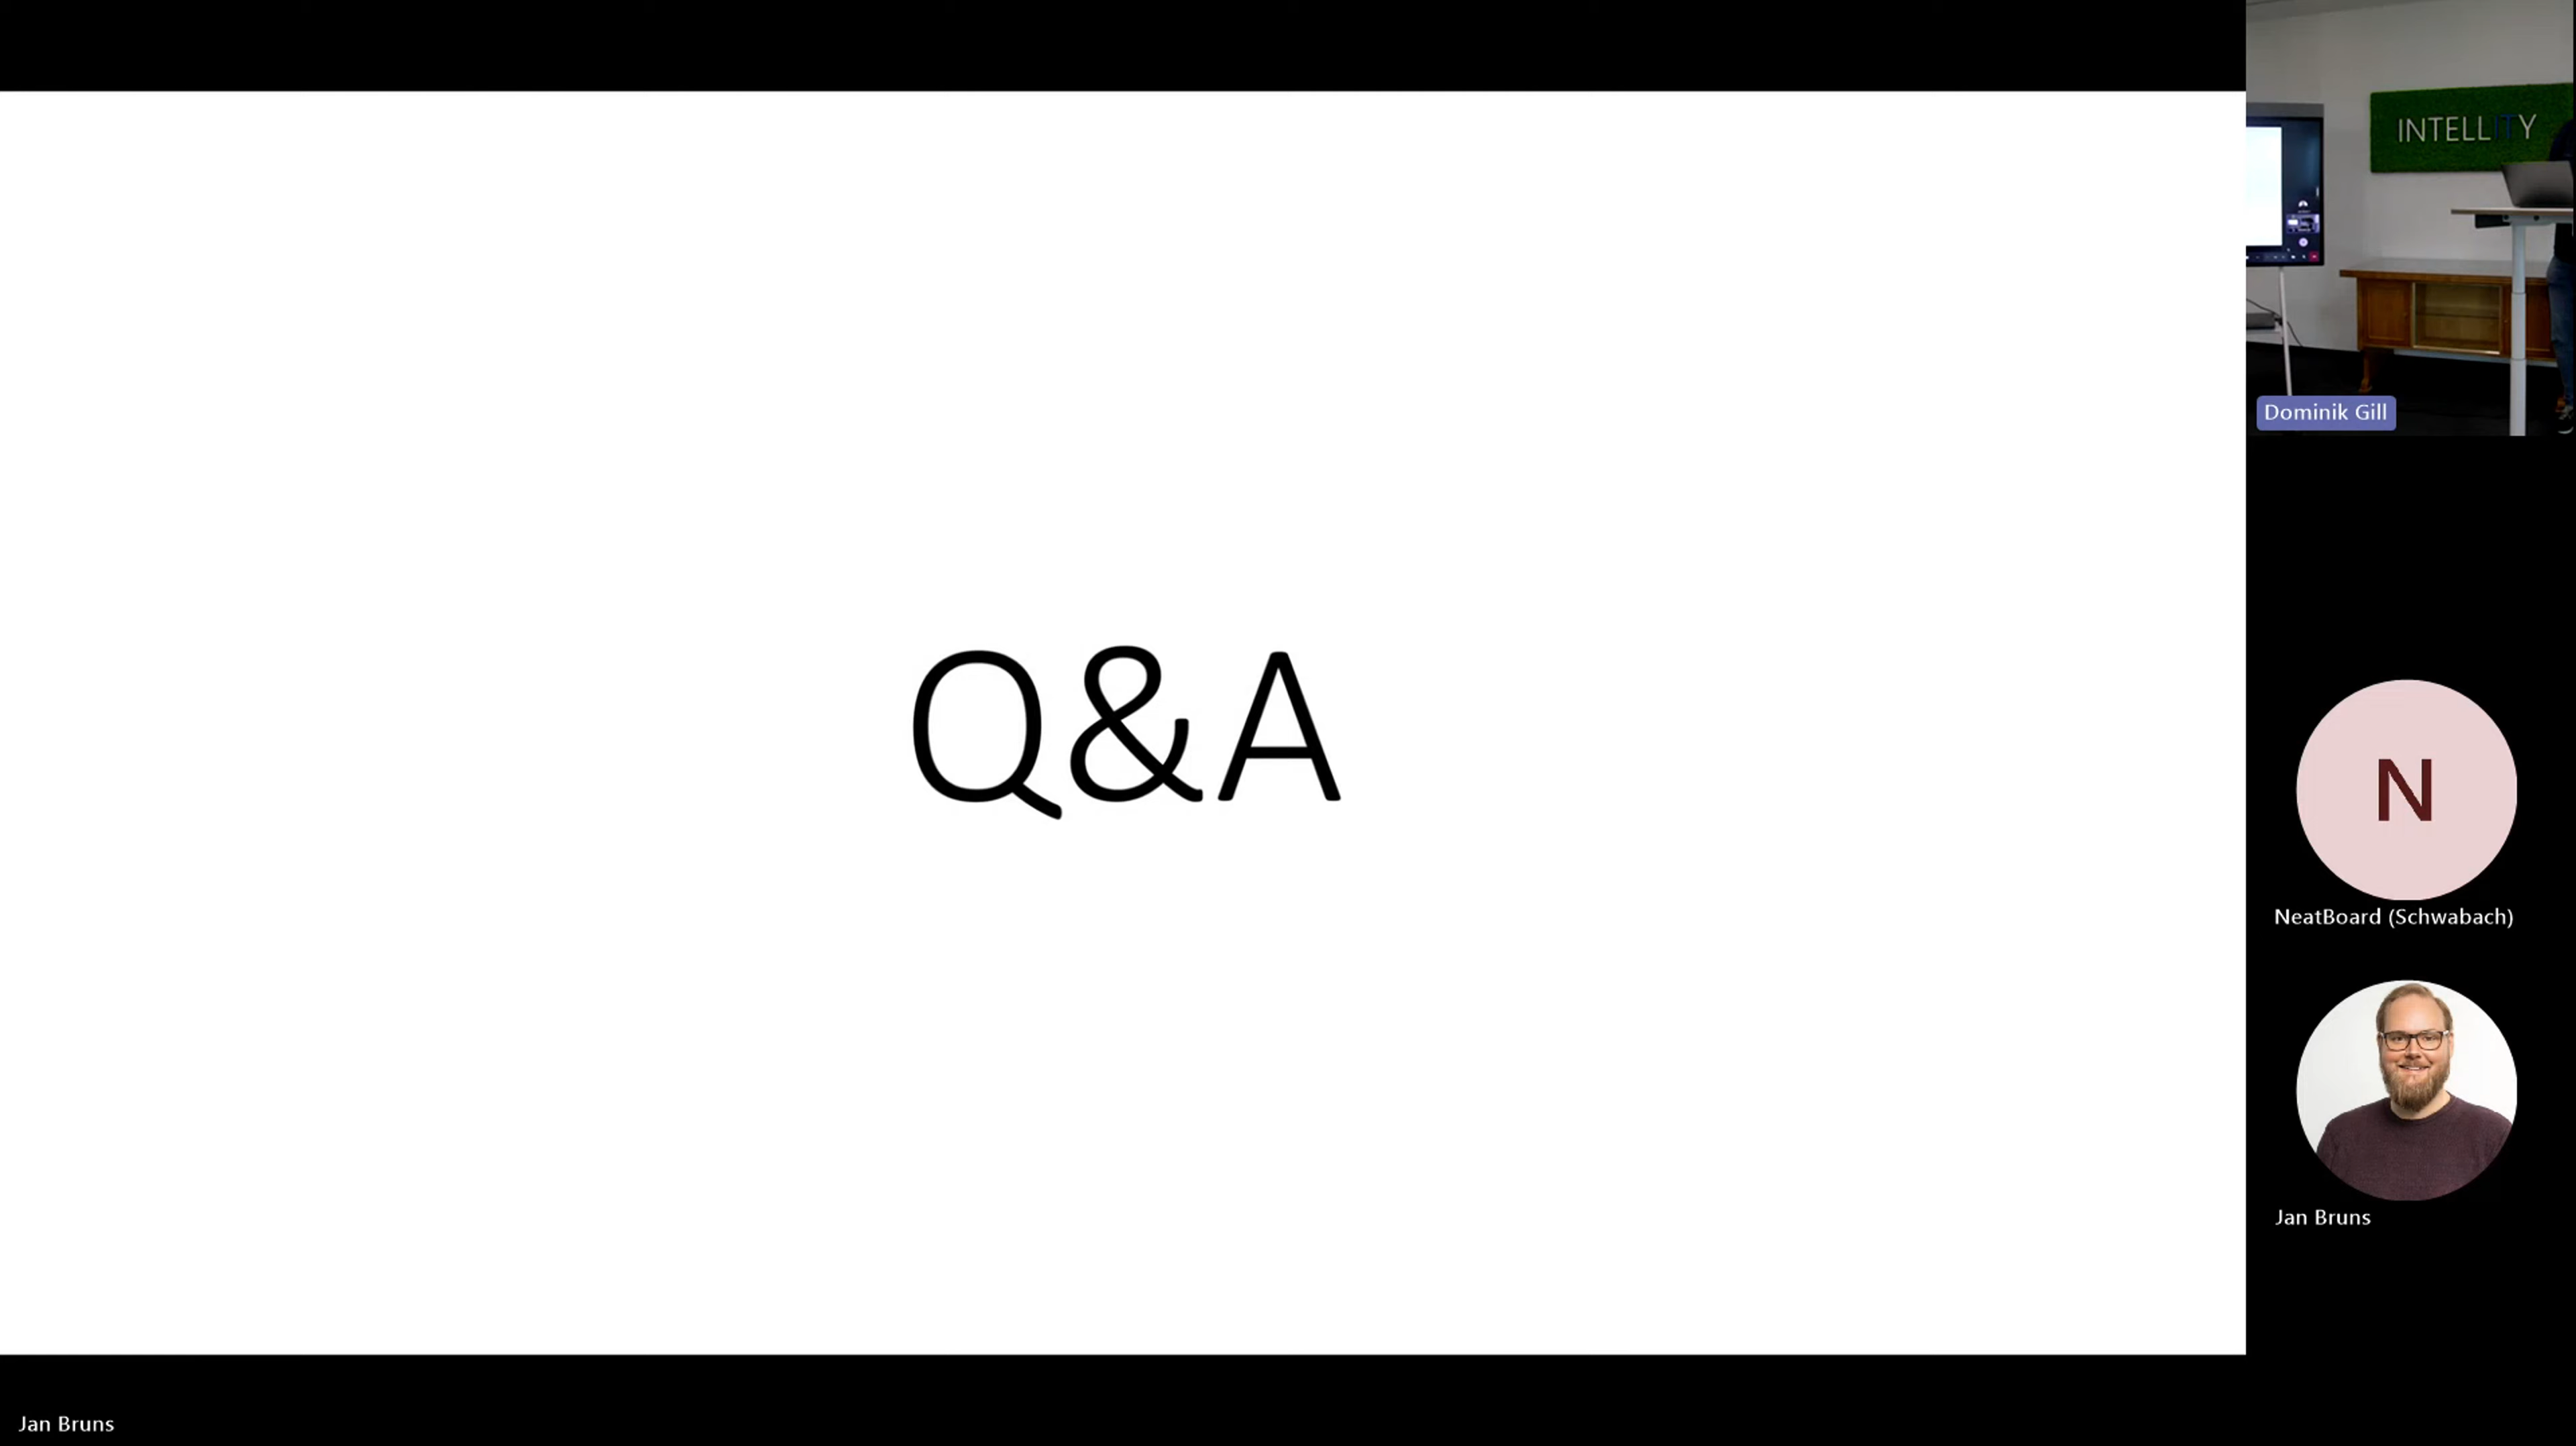 Q&A
INTELLITY
Dominik Gill
N
NeatBoard (Schwabach)
Jan Bruns
Jan Bruns